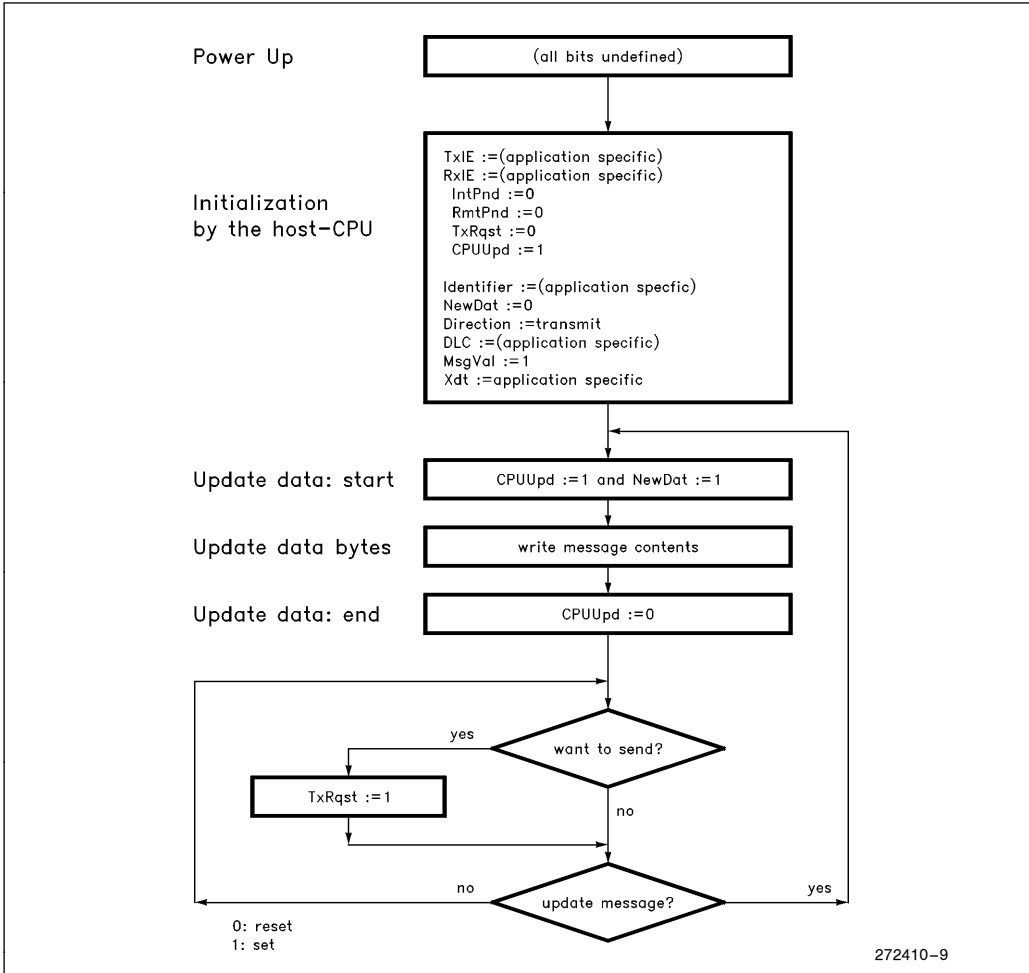 Power Up
(all bits undefined)
Initialization
by the host-CPU
TxIE :=(application specific)
RxIE :=(application specific)
IntPnd :=0
RmtPnd :=0
TxRqst :=0
CPUUpd :=1
Identifier :=(application specfic)
NewDat :=0
Direction :=transmit
DLC :=(application specific)
MsgVal :=1
Xdt :=application specific
Update data: start
CPUUpd :=1 and NewDat :=1
Update data bytes
write message contents
Update data: end
CPUUpd :=0
want to send?
yes
TxRqst :=1
no
update message?
no
yes
0: reset
1: set
272410-9